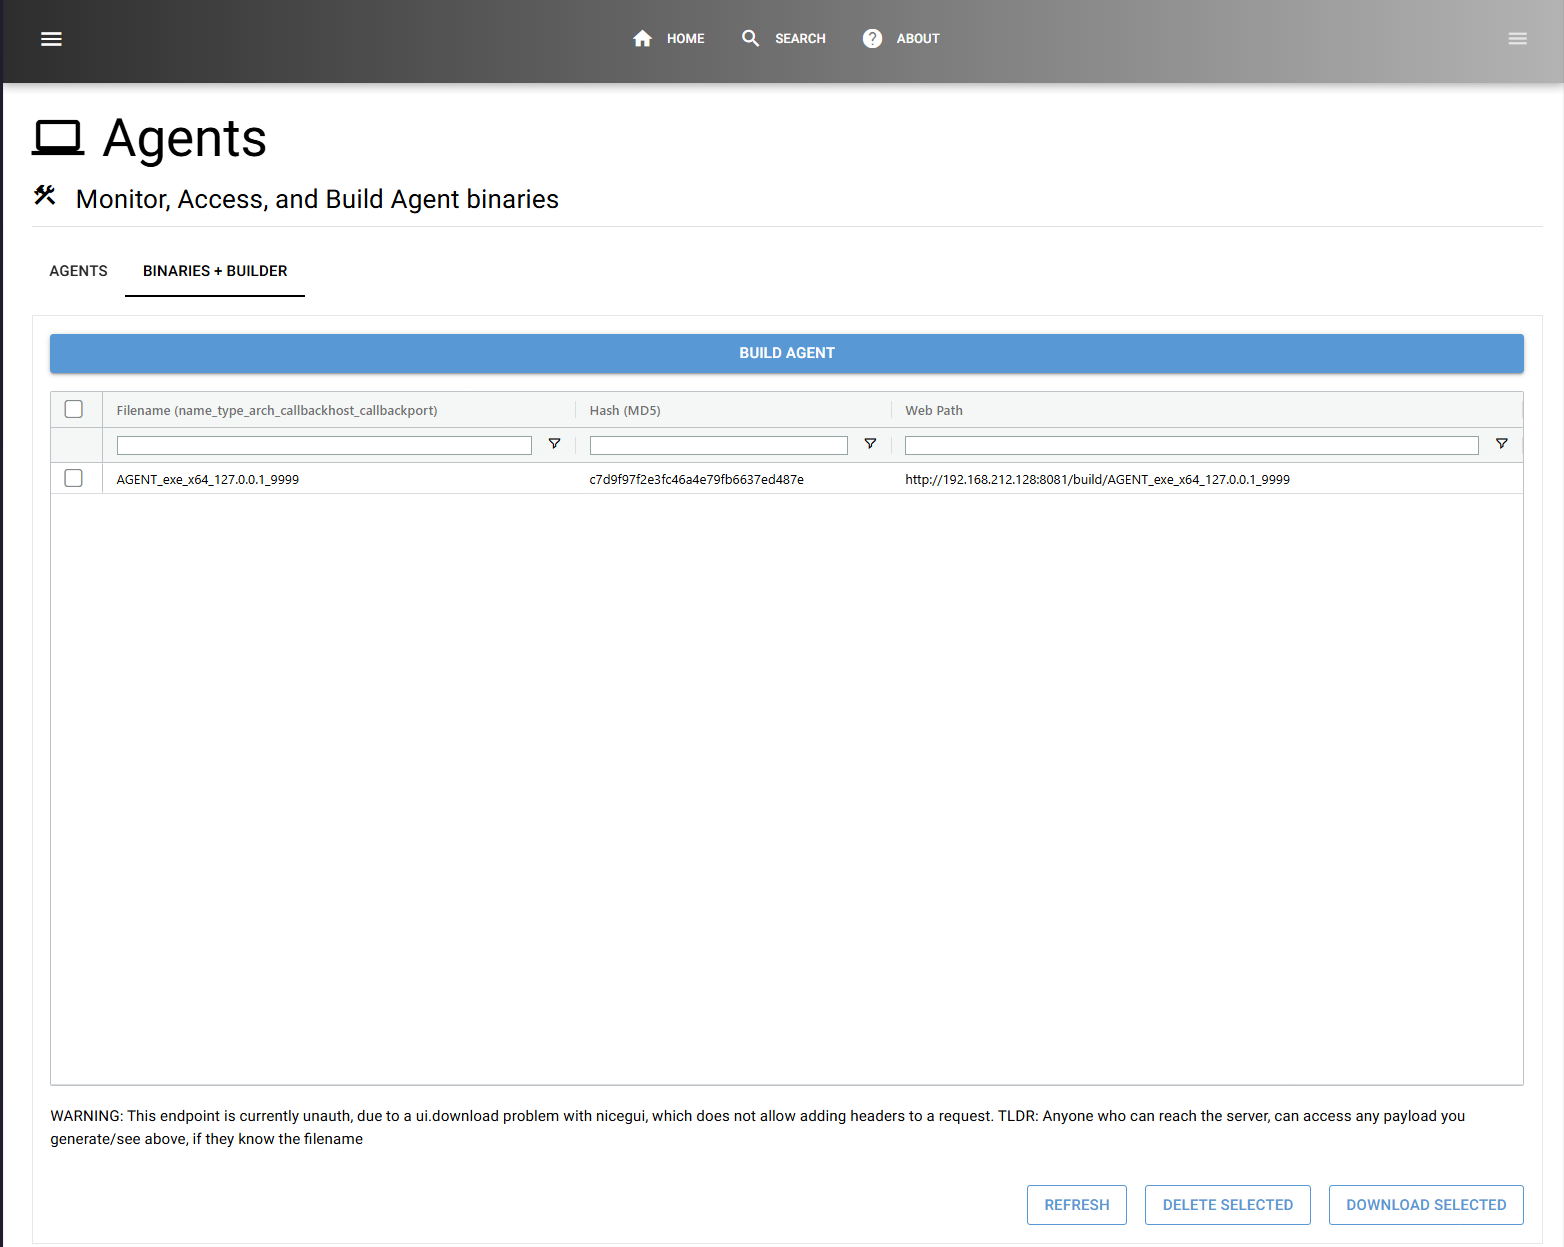 HOME SEARCH ABOUT
Agents
Monitor, Access, and Build Agent binaries
AGENTS BINARIES + BUILDER
BUILD AGENT
Filename (name_type_arch_callbackhost_callbackport) Hash (MD5) Web Path
AGENT_exe_x64_127.0.0.1_9999 c7d9f97f2e3fc46a4e79fb6637ed487e http://192.168.212.128:8081/build/AGENT_exe_x64_127.0.0.1_9999
WARNING: This endpoint is currently unauth, due to a ui.download problem with nicegui, which does not allow adding headers to a request. TLDR: Anyone who can reach the server, can access any payload you
generate/see above, if they know the filename
REFRESH DELETE SELECTED DOWNLOAD SELECTED